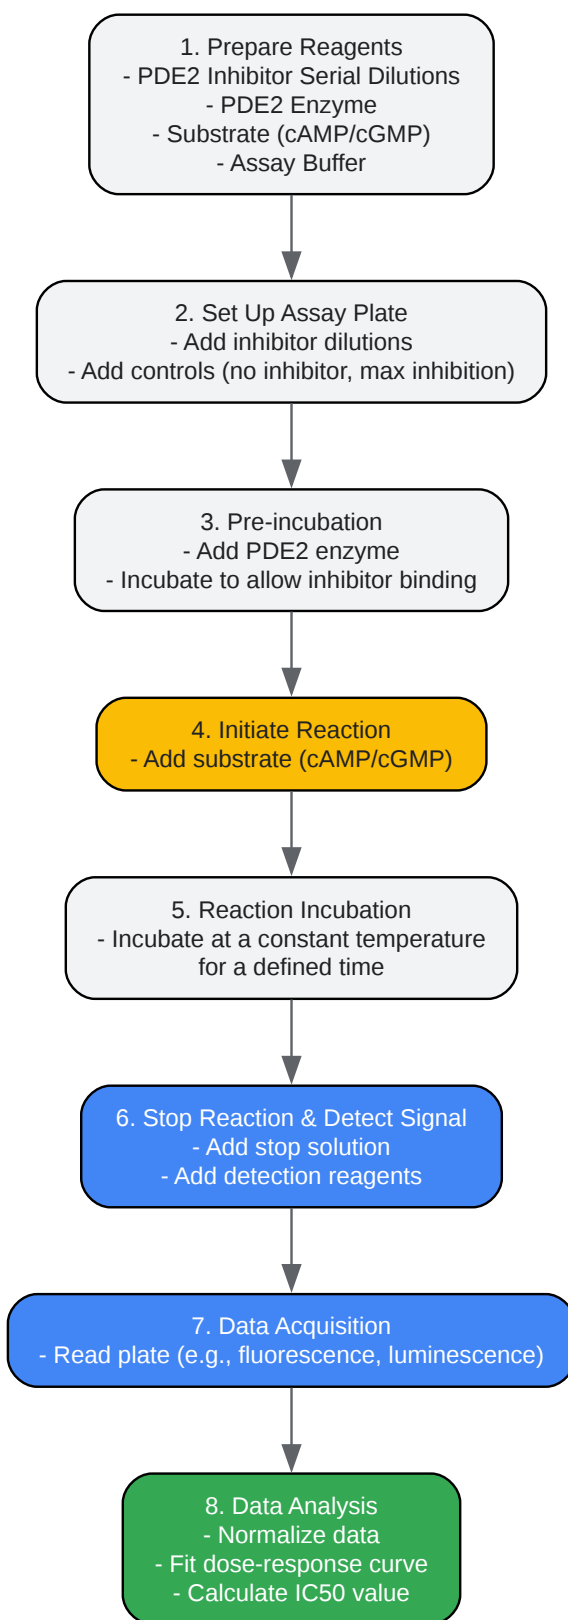 1. Prepare Reagents
- PDE2 Inhibitor Serial Dilutions
- PDE2 Enzyme
- Substrate (cAMP/cGMP)
- Assay Buffer
2. Set Up Assay Plate
- Add inhibitor dilutions
- Add controls (no inhibitor, max inhibition)
3. Pre-incubation
- Add PDE2 enzyme
- Incubate to allow inhibitor binding
4. Initiate Reaction
- Add substrate (cAMP/cGMP)
5. Reaction Incubation
- Incubate at a constant temperature
for a defined time
6. Stop Reaction & Detect Signal
- Add stop solution
- Add detection reagents
7. Data Acquisition
- Read plate (e.g., fluorescence, luminescence)
8. Data Analysis
- Normalize data
- Fit dose-response curve
- Calculate IC50 value